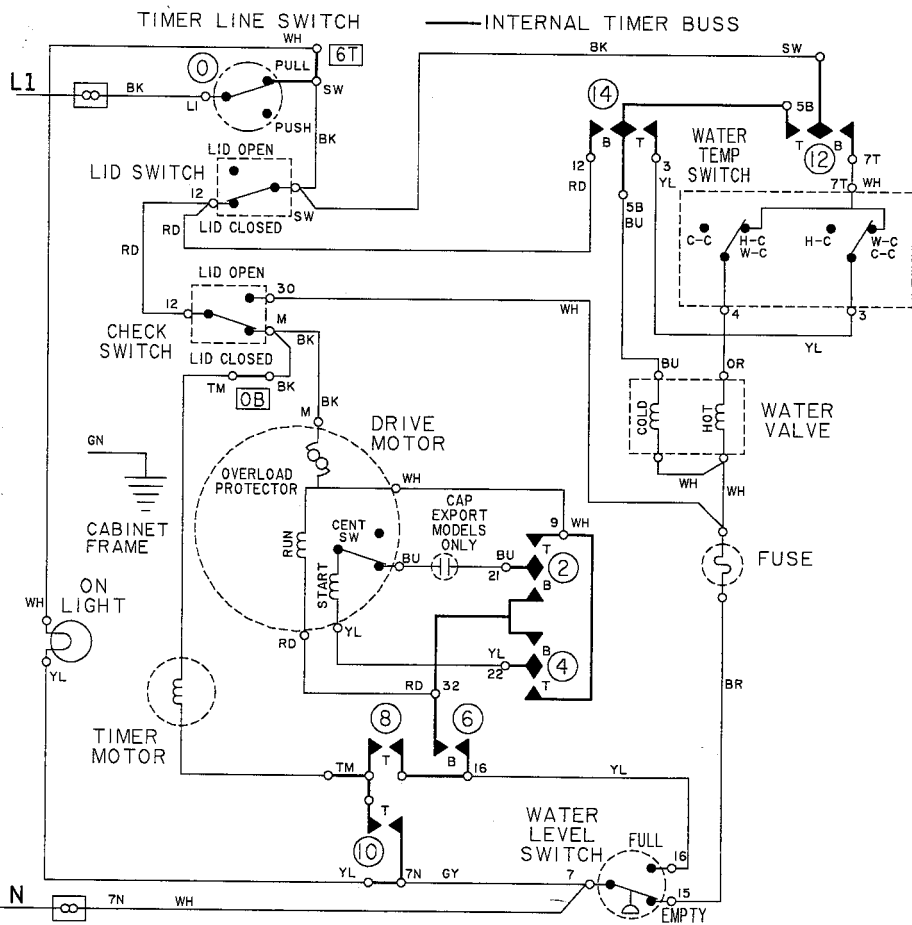 TIMER LINE SWITCH
INTERNAL TIMER BUSS
WH
6T
BK
SW
0
PULL
L1
BK
LI
SW
14
5B
PUSH
BK
B
T
T
B
WATER
TEMP
SWITCH
12
LID OPEN
LID SWITCH
12
3
7T
12
RD
YL
7T
WH
SW
RD
LID CLOSED
5B
BU
C-C
H-C
W-C
H-C
W-C
C-C
RD
LID OPEN
30
12
WH
M
4
3
CHECK
SWITCH
BK
YL
LID CLOSED
BU
OR
TM
BK
0B
BK
M
DRIVE
MOTOR
COLD
HOT
WATER
VALVE
GN
OVERLOAD
PROTECTOR
WH
WH
WH
CAP
EXPORT
MODELS
ONLY
9
WH
CABINET
FRAME
RUN
CENT
SW
T
FUSE
BU
BU
21
2
ON
LIGHT
START
B
WH
RD
YL
B
YL
22
4
YL
T
RD
32
BR
TIMER
MOTOR
8
6
T
B
TM
16
YL
T
WATER
LEVEL
SWITCH
FULL
10
16
YL
7N
GY
7
15
N
7N
WH
EMPTY